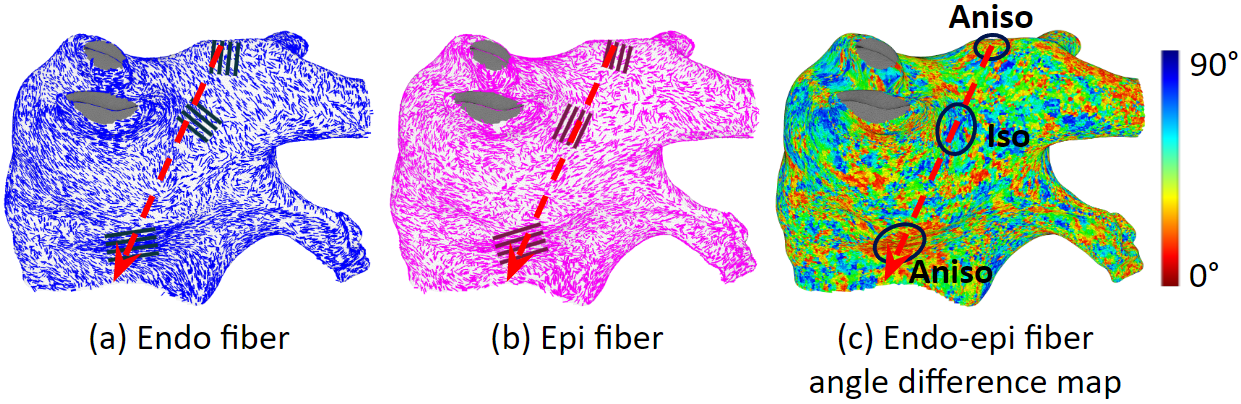 Aniso
90°
Iso
Aniso
0°
(a) Endo fiber
(b) Epi fiber
(c) Endo-epi fiber
angle difference map